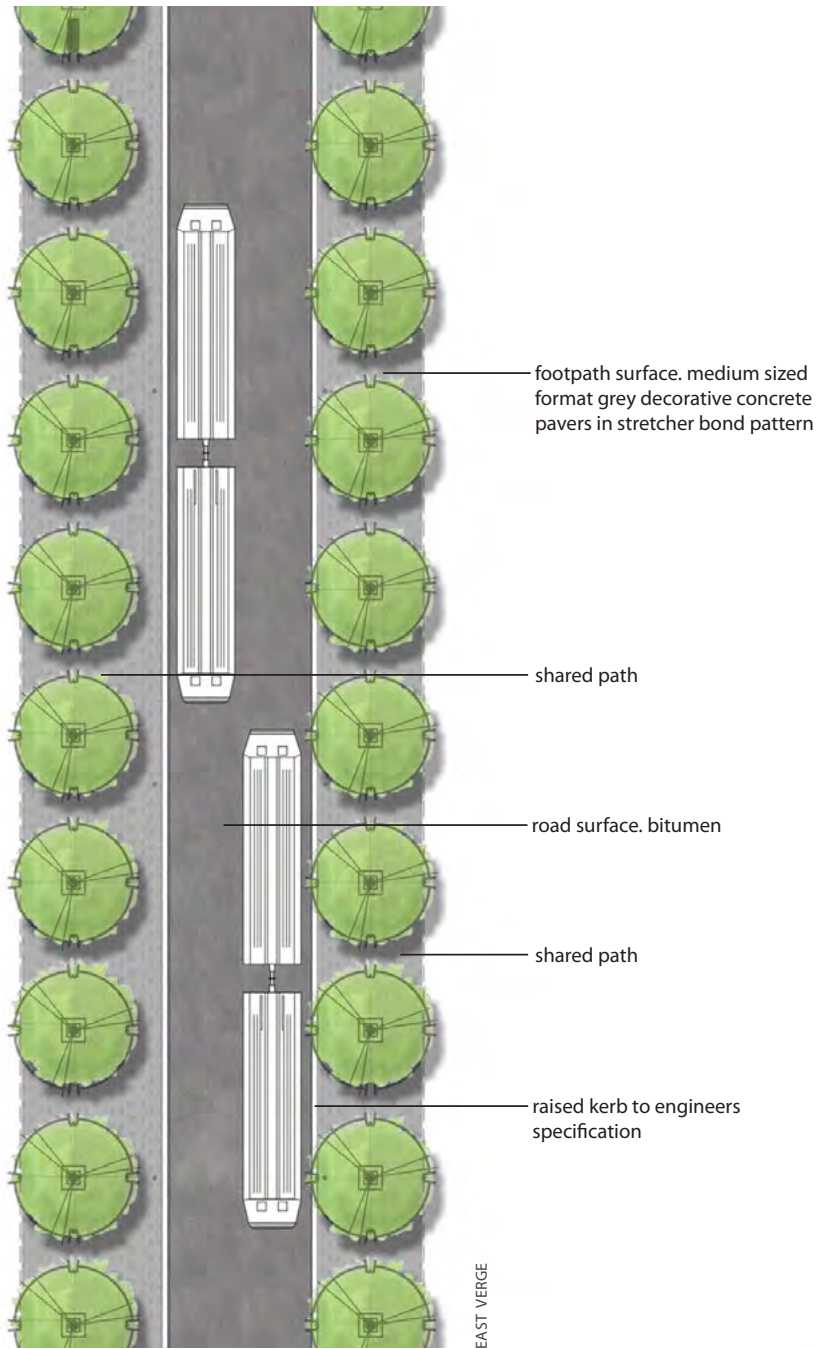 footpath surface. medium sized
format grey decorative concrete
pavers in stretcher bond pattern
shared path
road surface. bitumen
shared path
raised kerb to engineers
specification
EAST VERGE